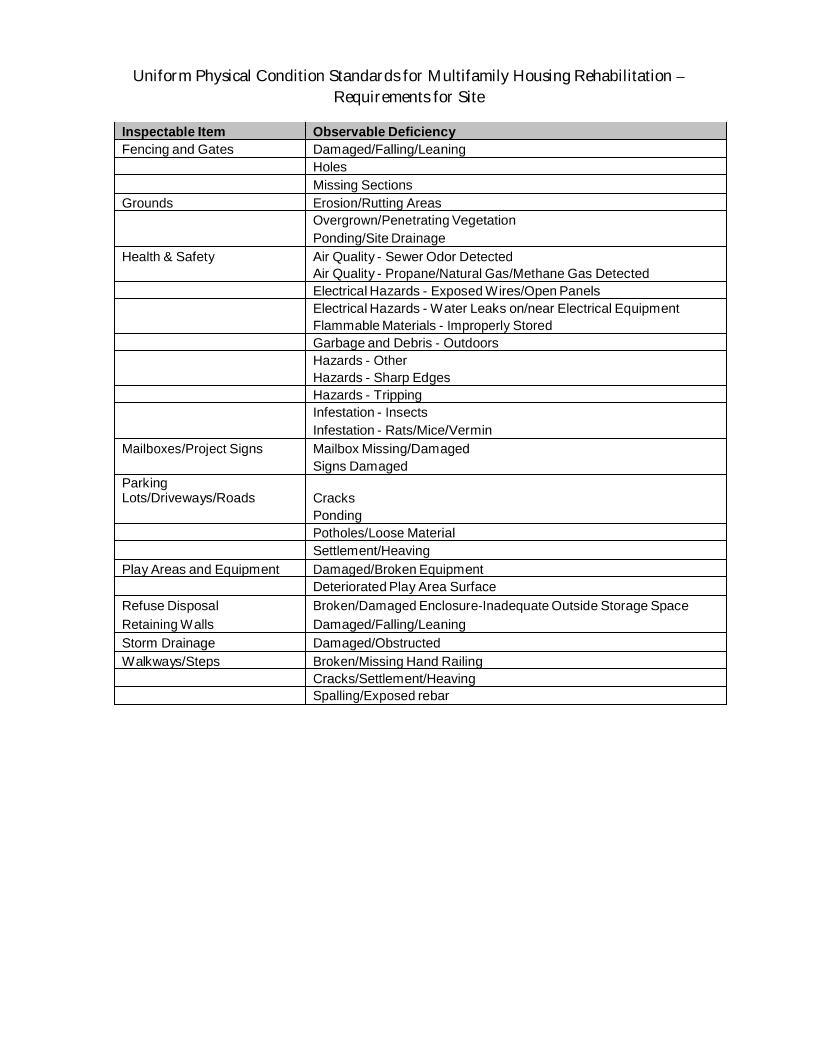 Uniform Physical Condition Standards for Multifamily Housing Rehabilitation –
Requirements for Site
Inspectable Item Observable Deficiency
Fencing and Gates Damaged/Falling/Leaning
Holes
Missing Sections
Grounds Erosion/Rutting Areas
Overgrown/Penetrating Vegetation
Ponding/Site Drainage
Health & Safety Air Quality - Sewer Odor Detected
Air Quality - Propane/Natural Gas/Methane Gas Detected
Electrical Hazards - Exposed Wires/Open Panels
Electrical Hazards - Water Leaks on/near Electrical Equipment
Flammable Materials - Improperly Stored
Garbage and Debris - Outdoors
Hazards - Other
Hazards - Sharp Edges
Hazards - Tripping
Infestation - Insects
Infestation - Rats/Mice/Vermin
Mailboxes/Project Signs Mailbox Missing/Damaged
Signs Damaged
Parking
Lots/Driveways/Roads Cracks
Ponding
Potholes/Loose Material
Settlement/Heaving
Play Areas and Equipment Damaged/Broken Equipment
Deteriorated Play Area Surface
Refuse Disposal Broken/Damaged Enclosure-Inadequate Outside Storage Space
Retaining Walls Damaged/Falling/Leaning
Storm Drainage Damaged/Obstructed
Walkways/Steps Broken/Missing Hand Railing
Cracks/Settlement/Heaving
Spalling/Exposed rebar